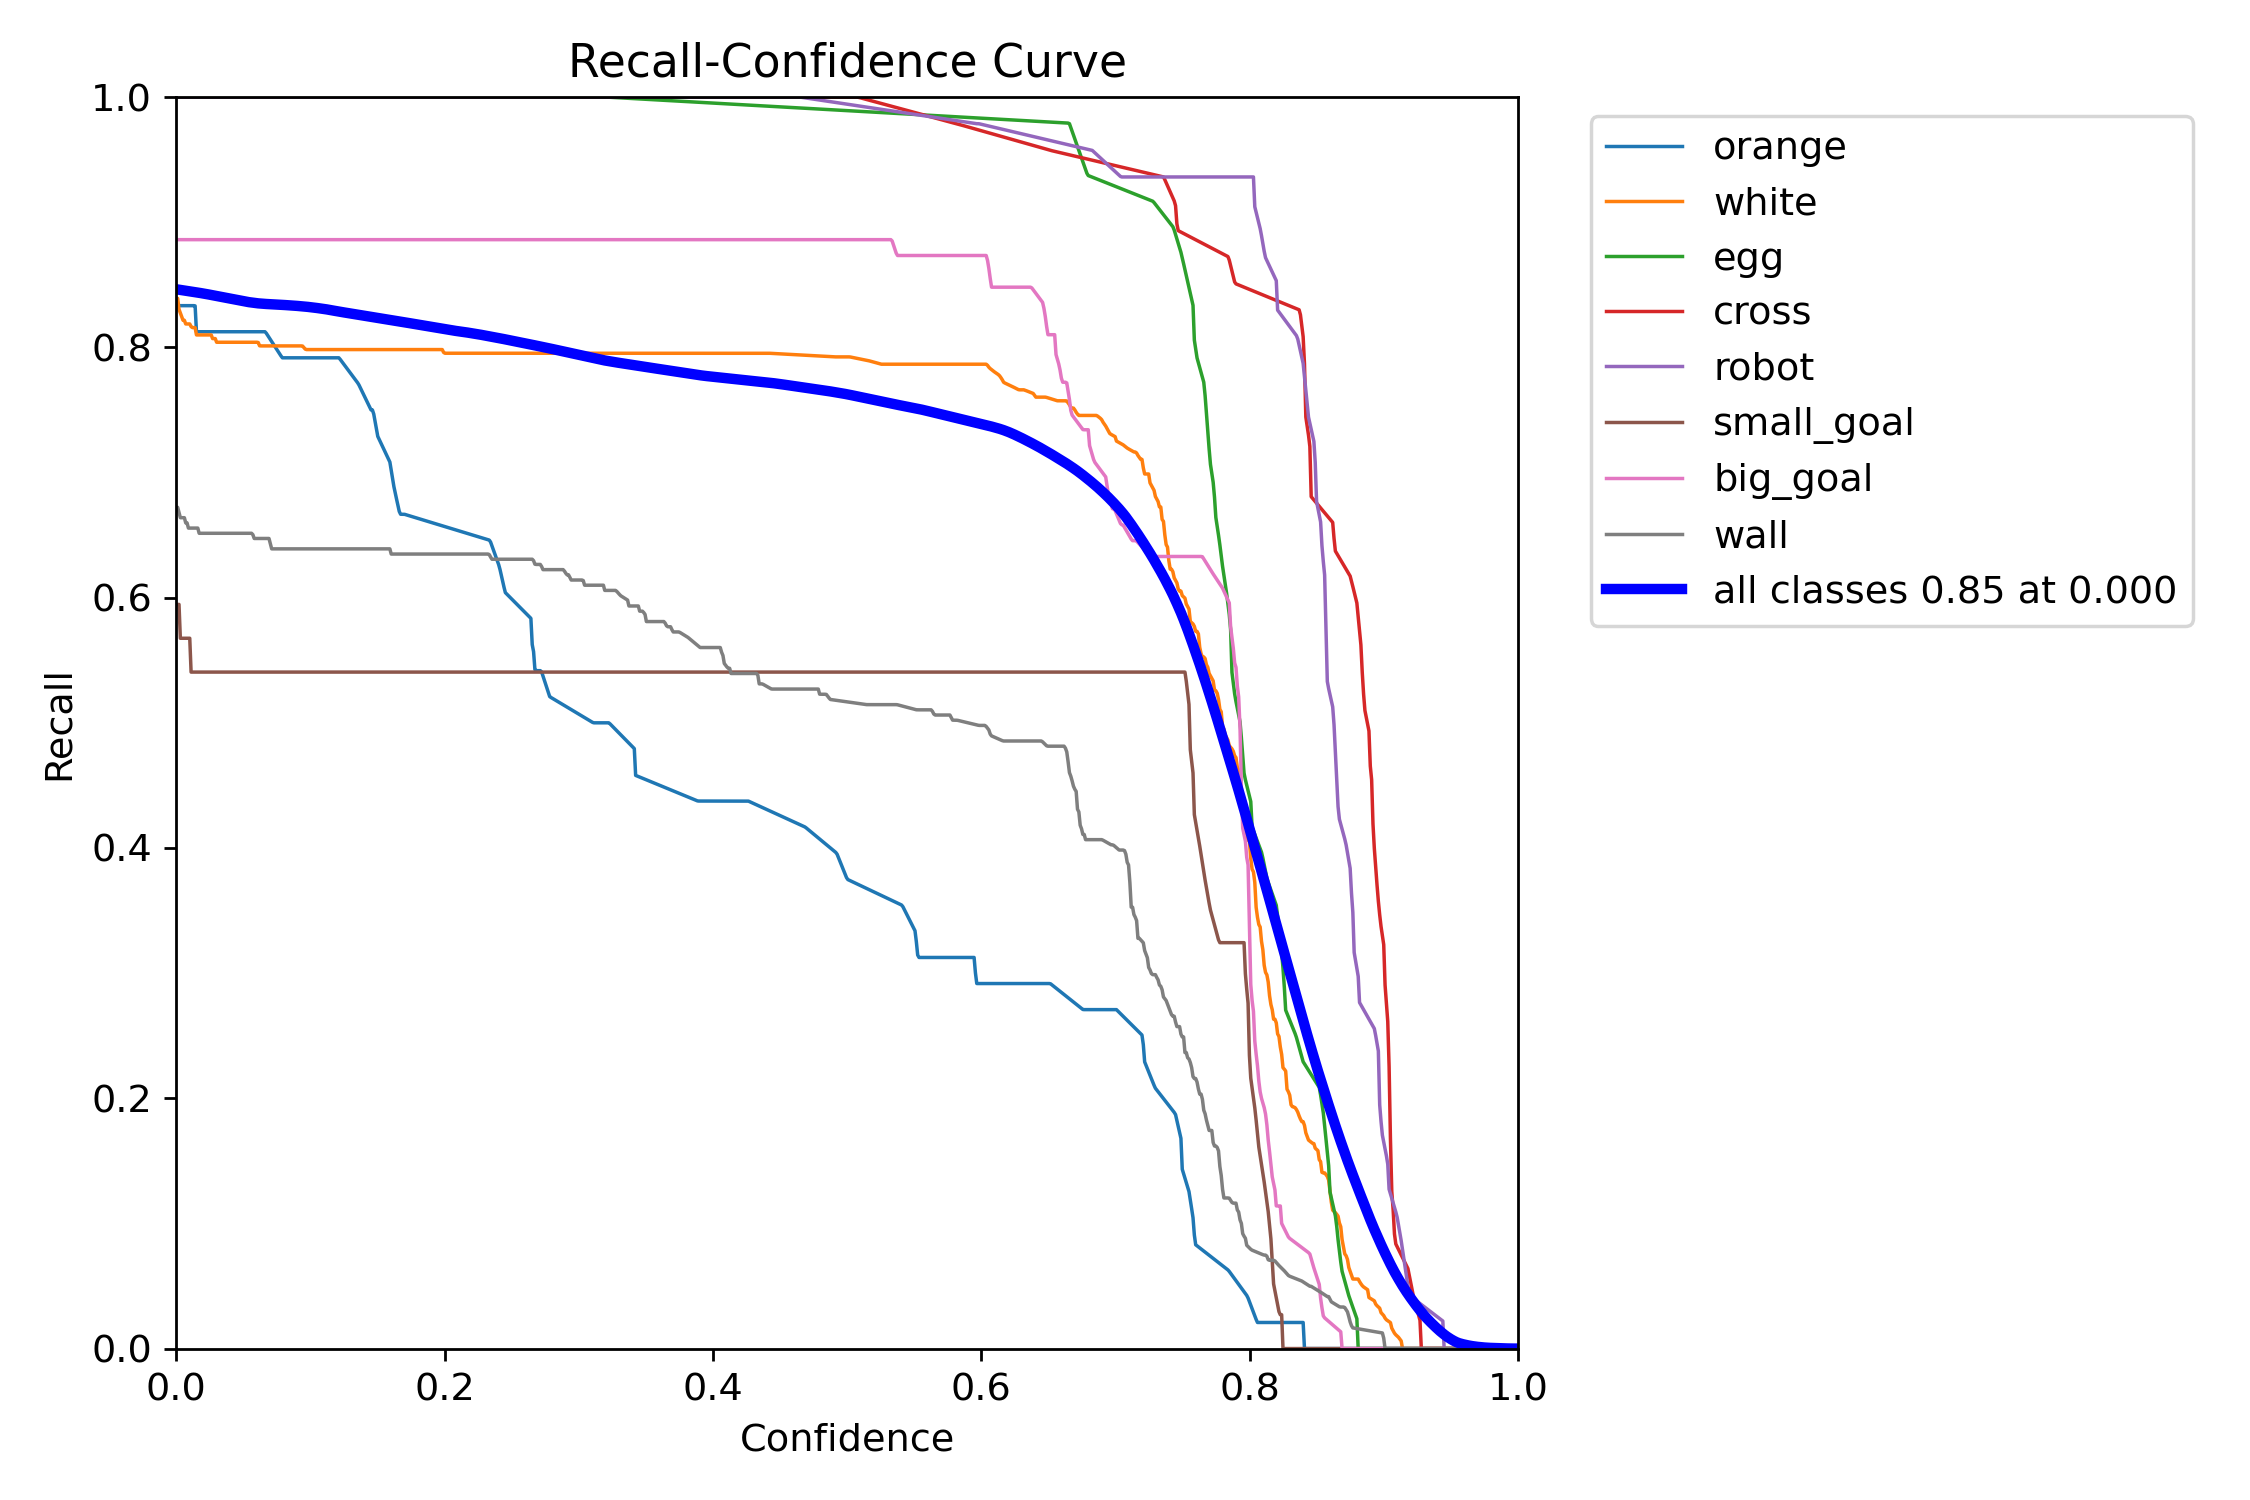 Recall-Confidence Curve
1.0
0.8
0.6
0.4
0.2
0.0
Recall
0.0 0.2 0.4 0.6 0.8 1.0
Confidence
orange
white
egg
cross
robot
small_goal
big_goal
wall
all classes 0.85 at 0.000